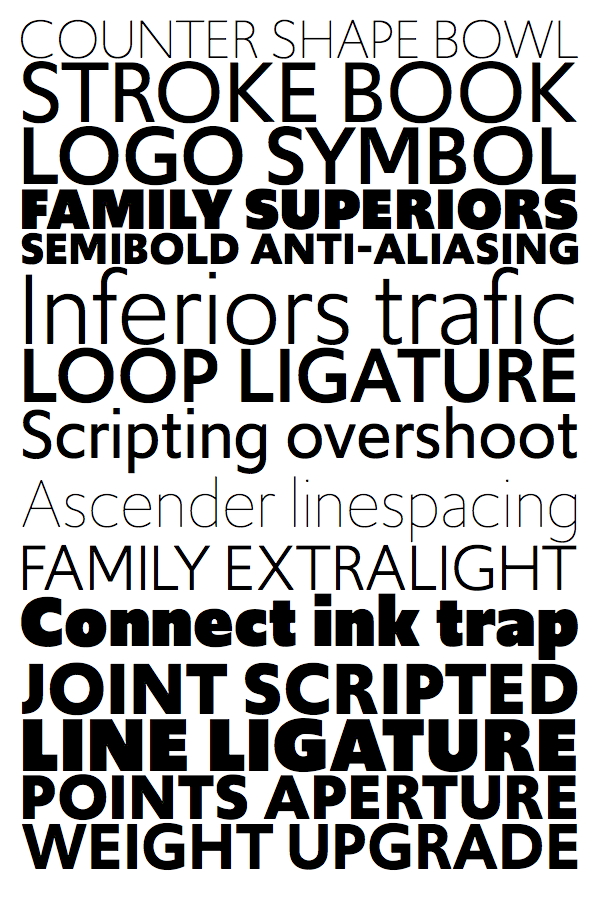 COUNTER SHAPE BOWL
STROKE BOOK
LOGO SYMBOL
FAMILY SUPERIORS
SEMIBOLD ANTI-ALIASING
Inferiors trafic
LOOP LIGATURE
Scripting overshoot
Ascender linespacing
FAMILY EXTRALIGHT
Connect ink trap
JOINT SCRIPTED
LINE LIGATURE
POINTS APERTURE
WEIGHT UPGRADE